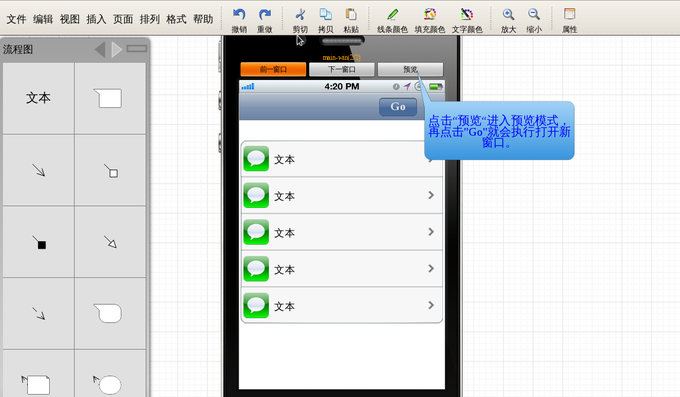 文件 编辑 视图 插入 页面 排列 格式 帮助
撤销 重做 剪切 拷贝 粘贴 线条颜色 填充颜色 文字颜色 放大 缩小 属性
流程图
文本
前一窗口 下一窗口 预览
4:20 PM
Go
点击“预览“进入预览模式，
再点击"Go"就会执行打开新
窗口。
文本
文本
文本
文本
文本